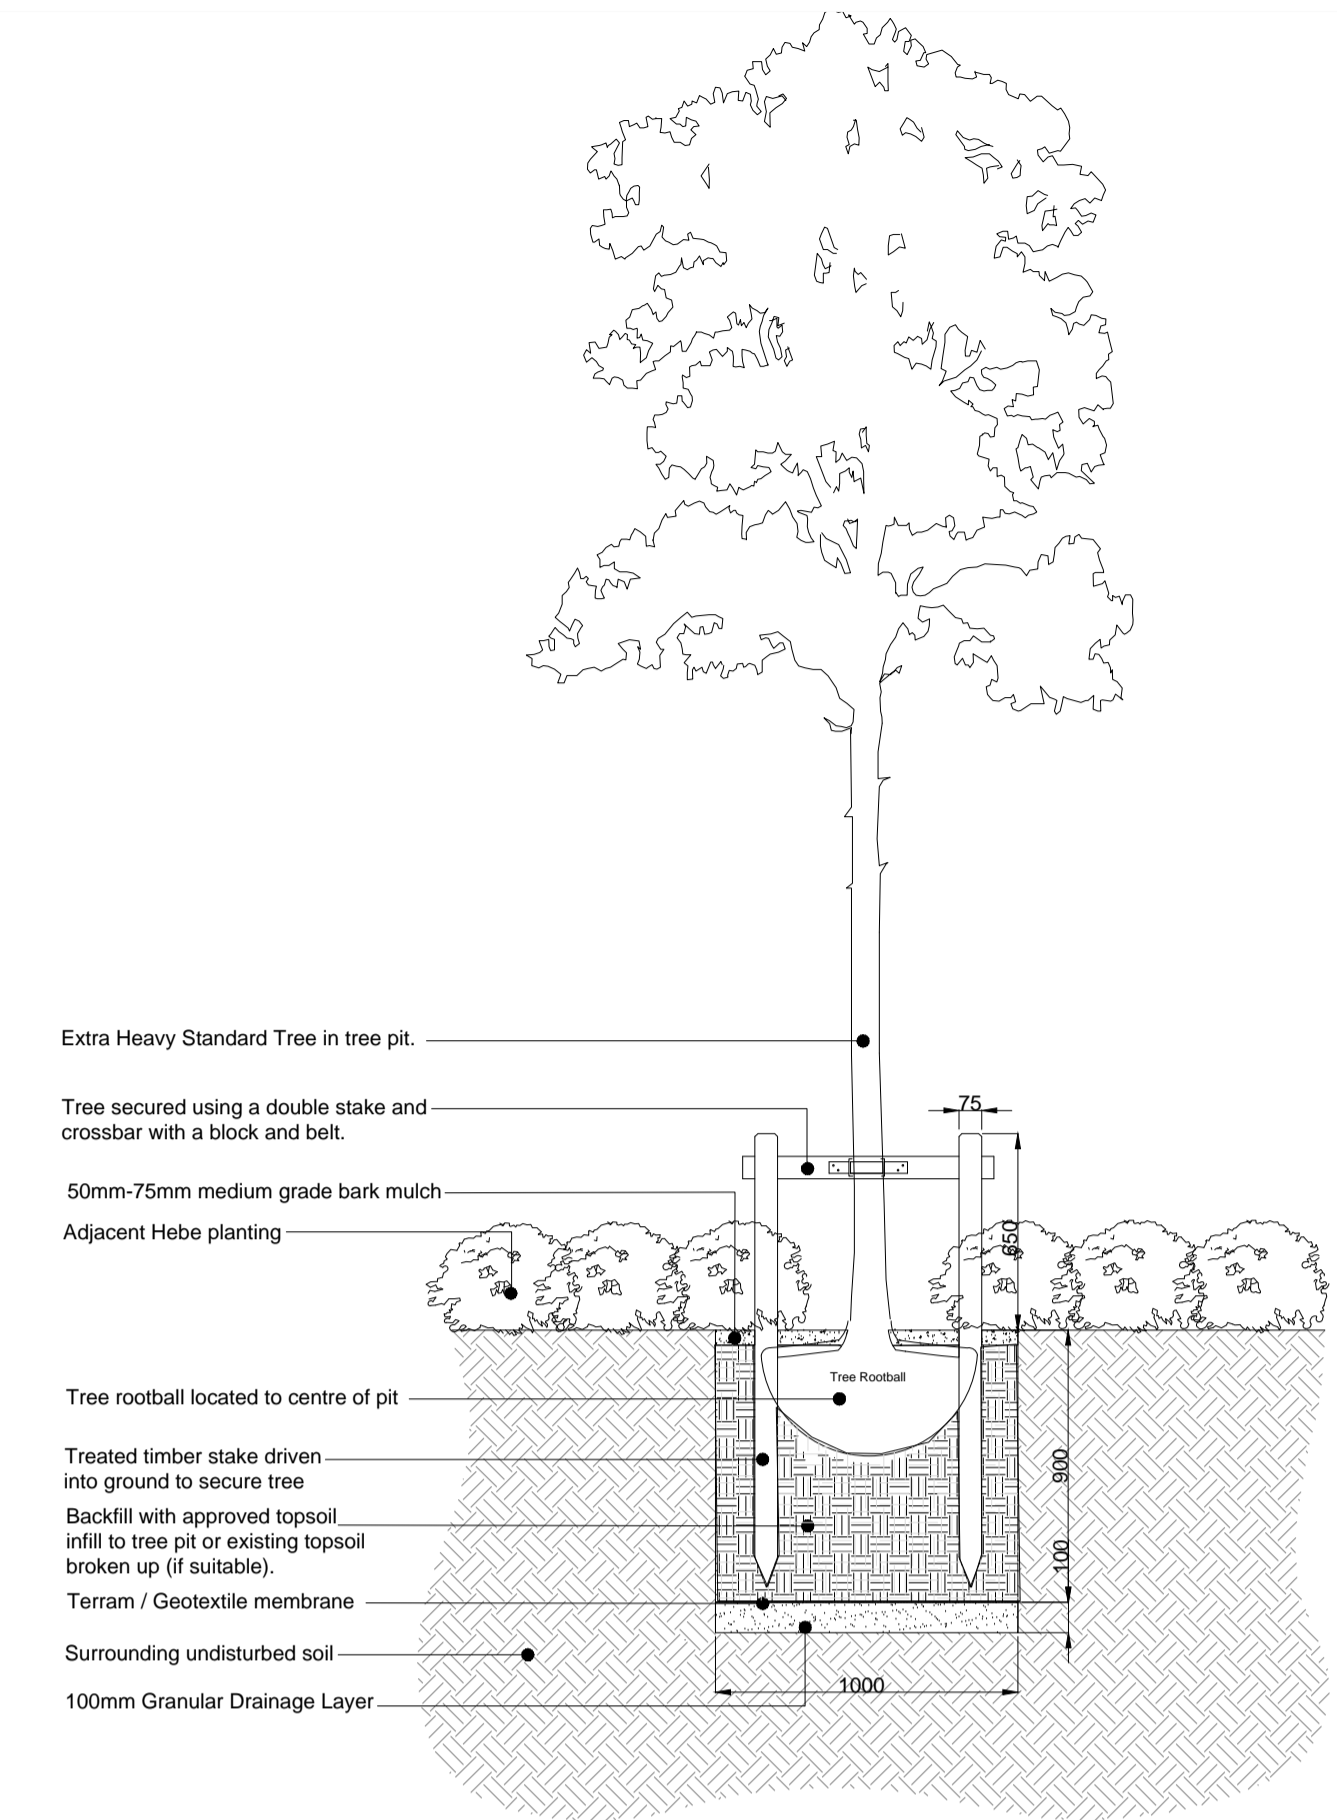 Extra Heavy Standard Tree in tree pit.
75
Tree secured using a double stake and
crossbar with a block and belt.
50mm-75mm medium grade bark mulch
Adjacent Hebe planting
650
Tree Rootball
Tree rootball located to centre of pit
Treated timber stake driven
into ground to secure tree
900
Backfill with approved topsoil
infill to tree pit or existing topsoil
broken up (if suitable).
100
Terram / Geotextile membrane
Surrounding undisturbed soil
1000
100mm Granular Drainage Layer